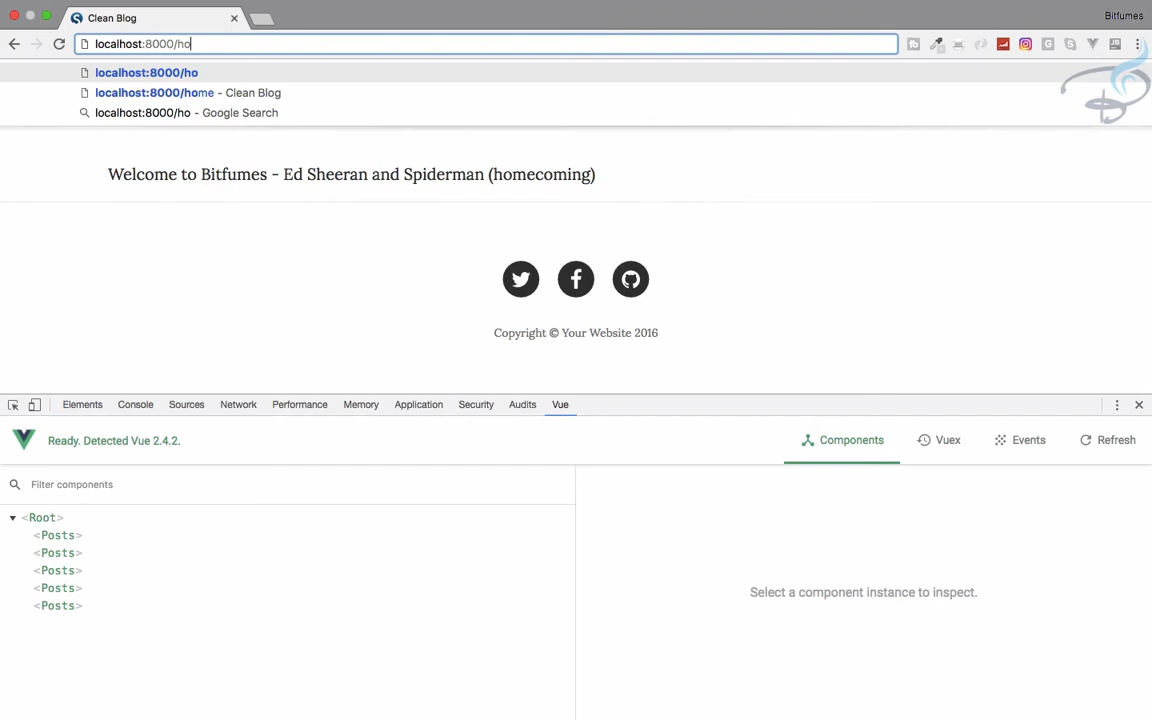 Clean Blog
Bitfumes
localhost:8000/ho
localhost:8000/ho
localhost:8000/home - Clean Blog
localhost:8000/ho - Google Search
Welcome to Bitfumes - Ed Sheeran and Spiderman (homecoming)
Copyright © Your Website 2016
Elements Console Sources Network Performance Memory Application Security Audits Vue
Ready. Detected Vue 2.4.2.
Components Vuex Events Refresh
Filter components
<Root>
<Posts>
<Posts>
<Posts>
<Posts>
<Posts>
Select a component instance to inspect.